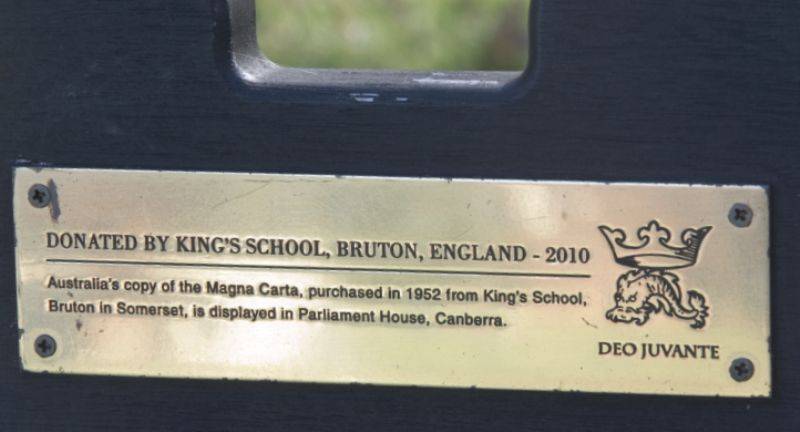 DONATED BY KING'S SCHOOL, BRUTON, ENGLAND - 2010
Australia's copy of the Magna Carta, purchased in 1952 from King's School,
Bruton in Somerset, is displayed in Parliament House, Canberra.
DEO JUVANTE